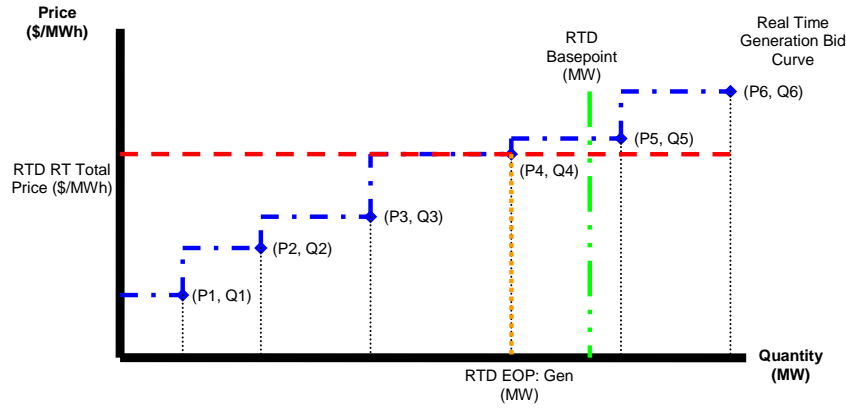 Price
($/MWh)
RTD
Basepoint
(MW)
Real Time
Generation Bid
Curve
(P6, Q6)
(P5, Q5)
RTD RT Total
Price ($/MWh)
(P4, Q4)
(P3, Q3)
(P2, Q2)
(P1, Q1)
Quantity
(MW)
RTD EOP: Gen
(MW)